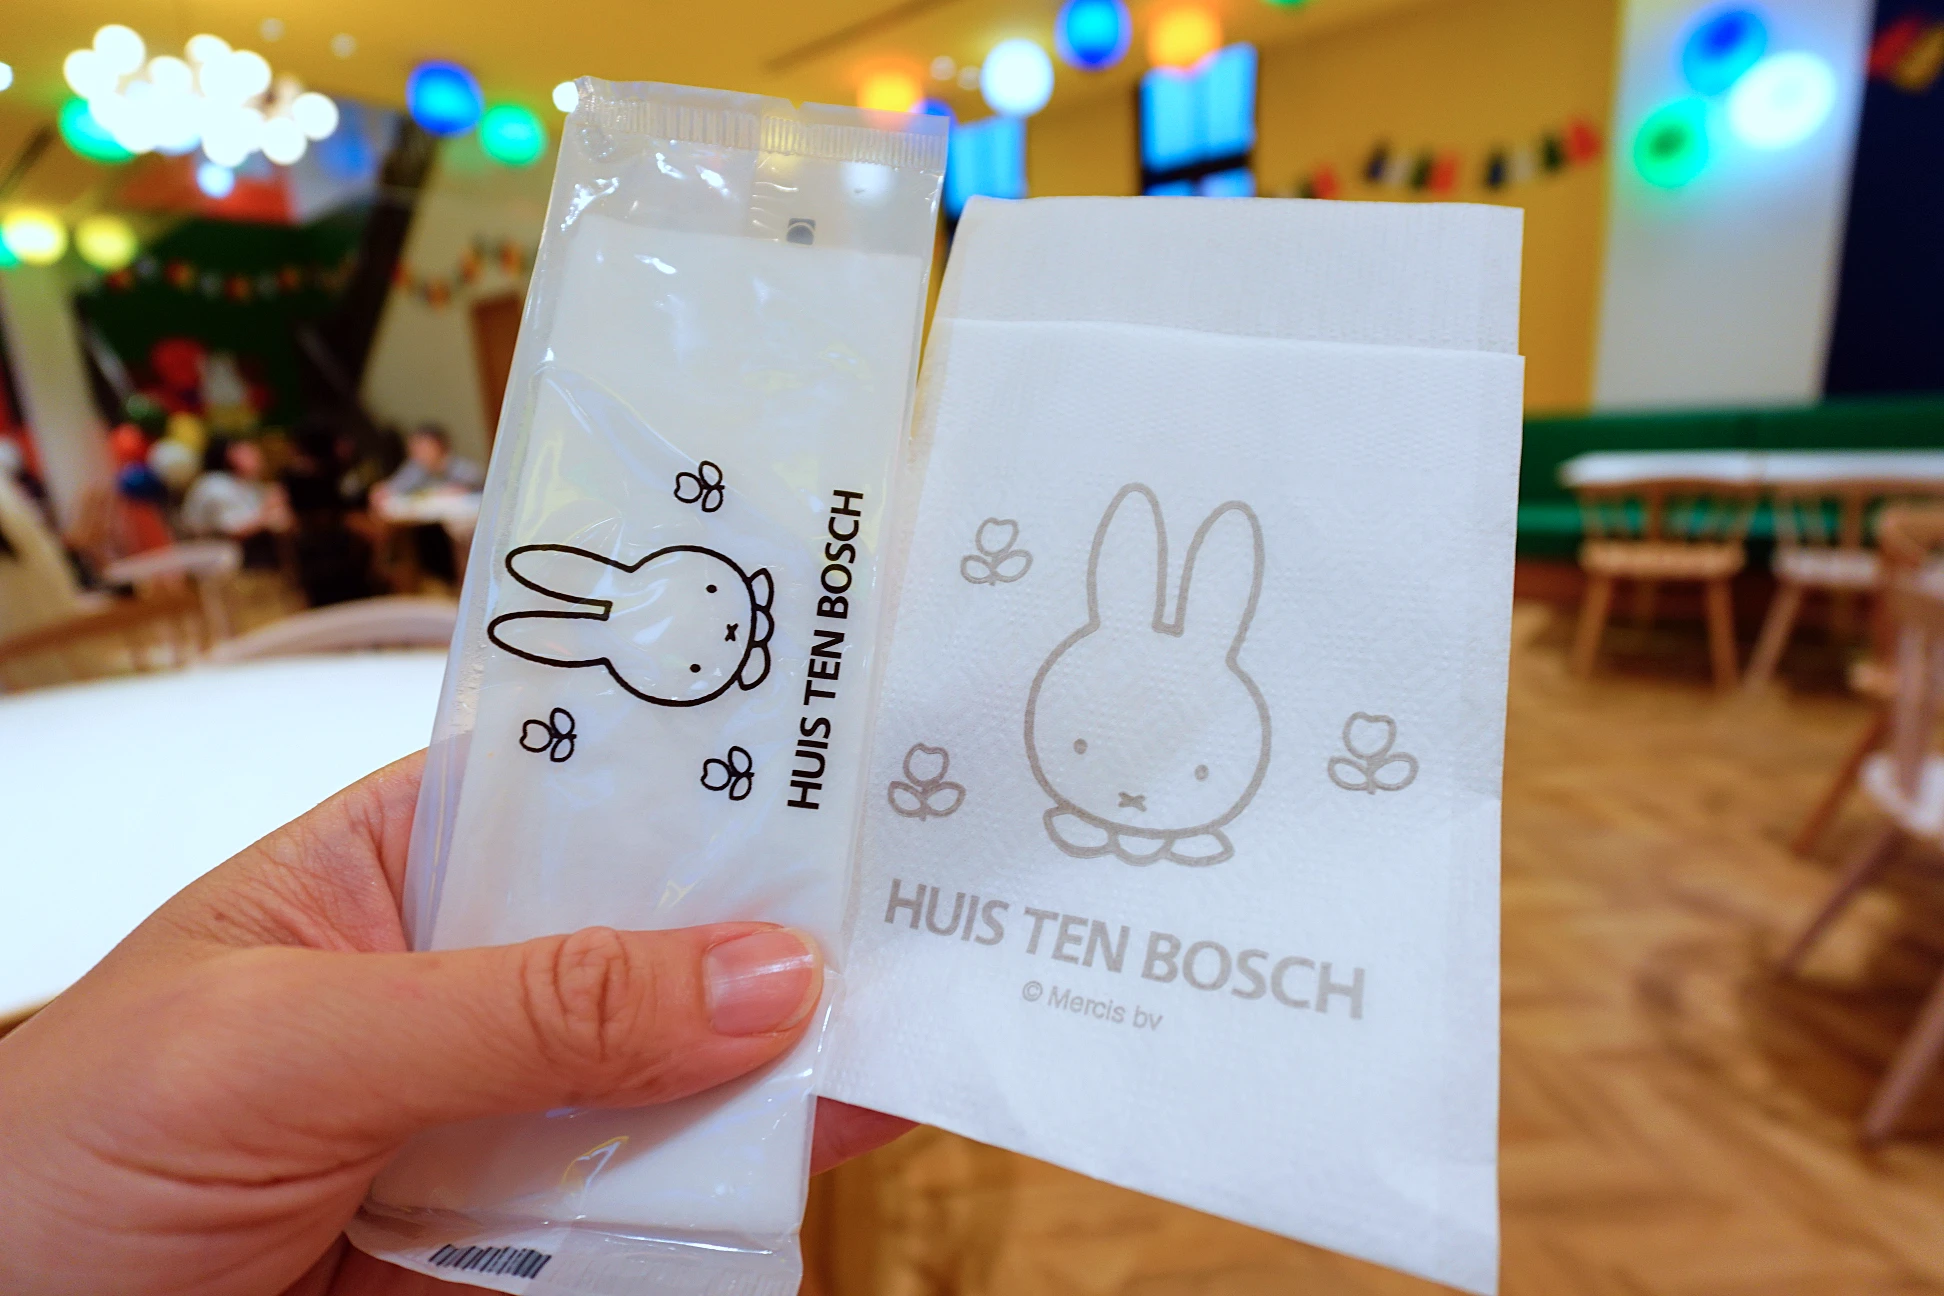 HUIS TEN BOSCH
HUIS TEN BOSCH
© Mercis bv